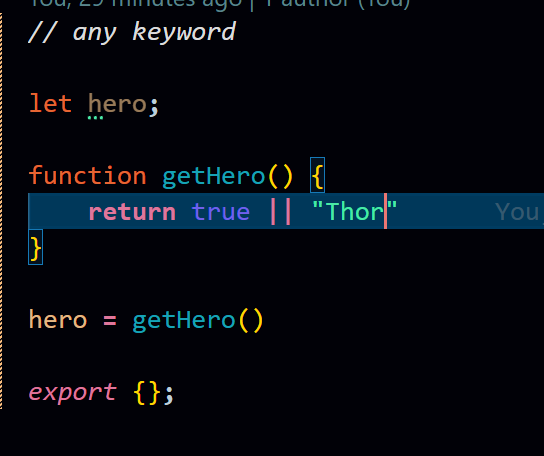 You, 29 minutes ago | 1 author (You)
// any keyword
let hero;
function getHero() {
    return true || "Thor"    You
}
hero = getHero()
export {};